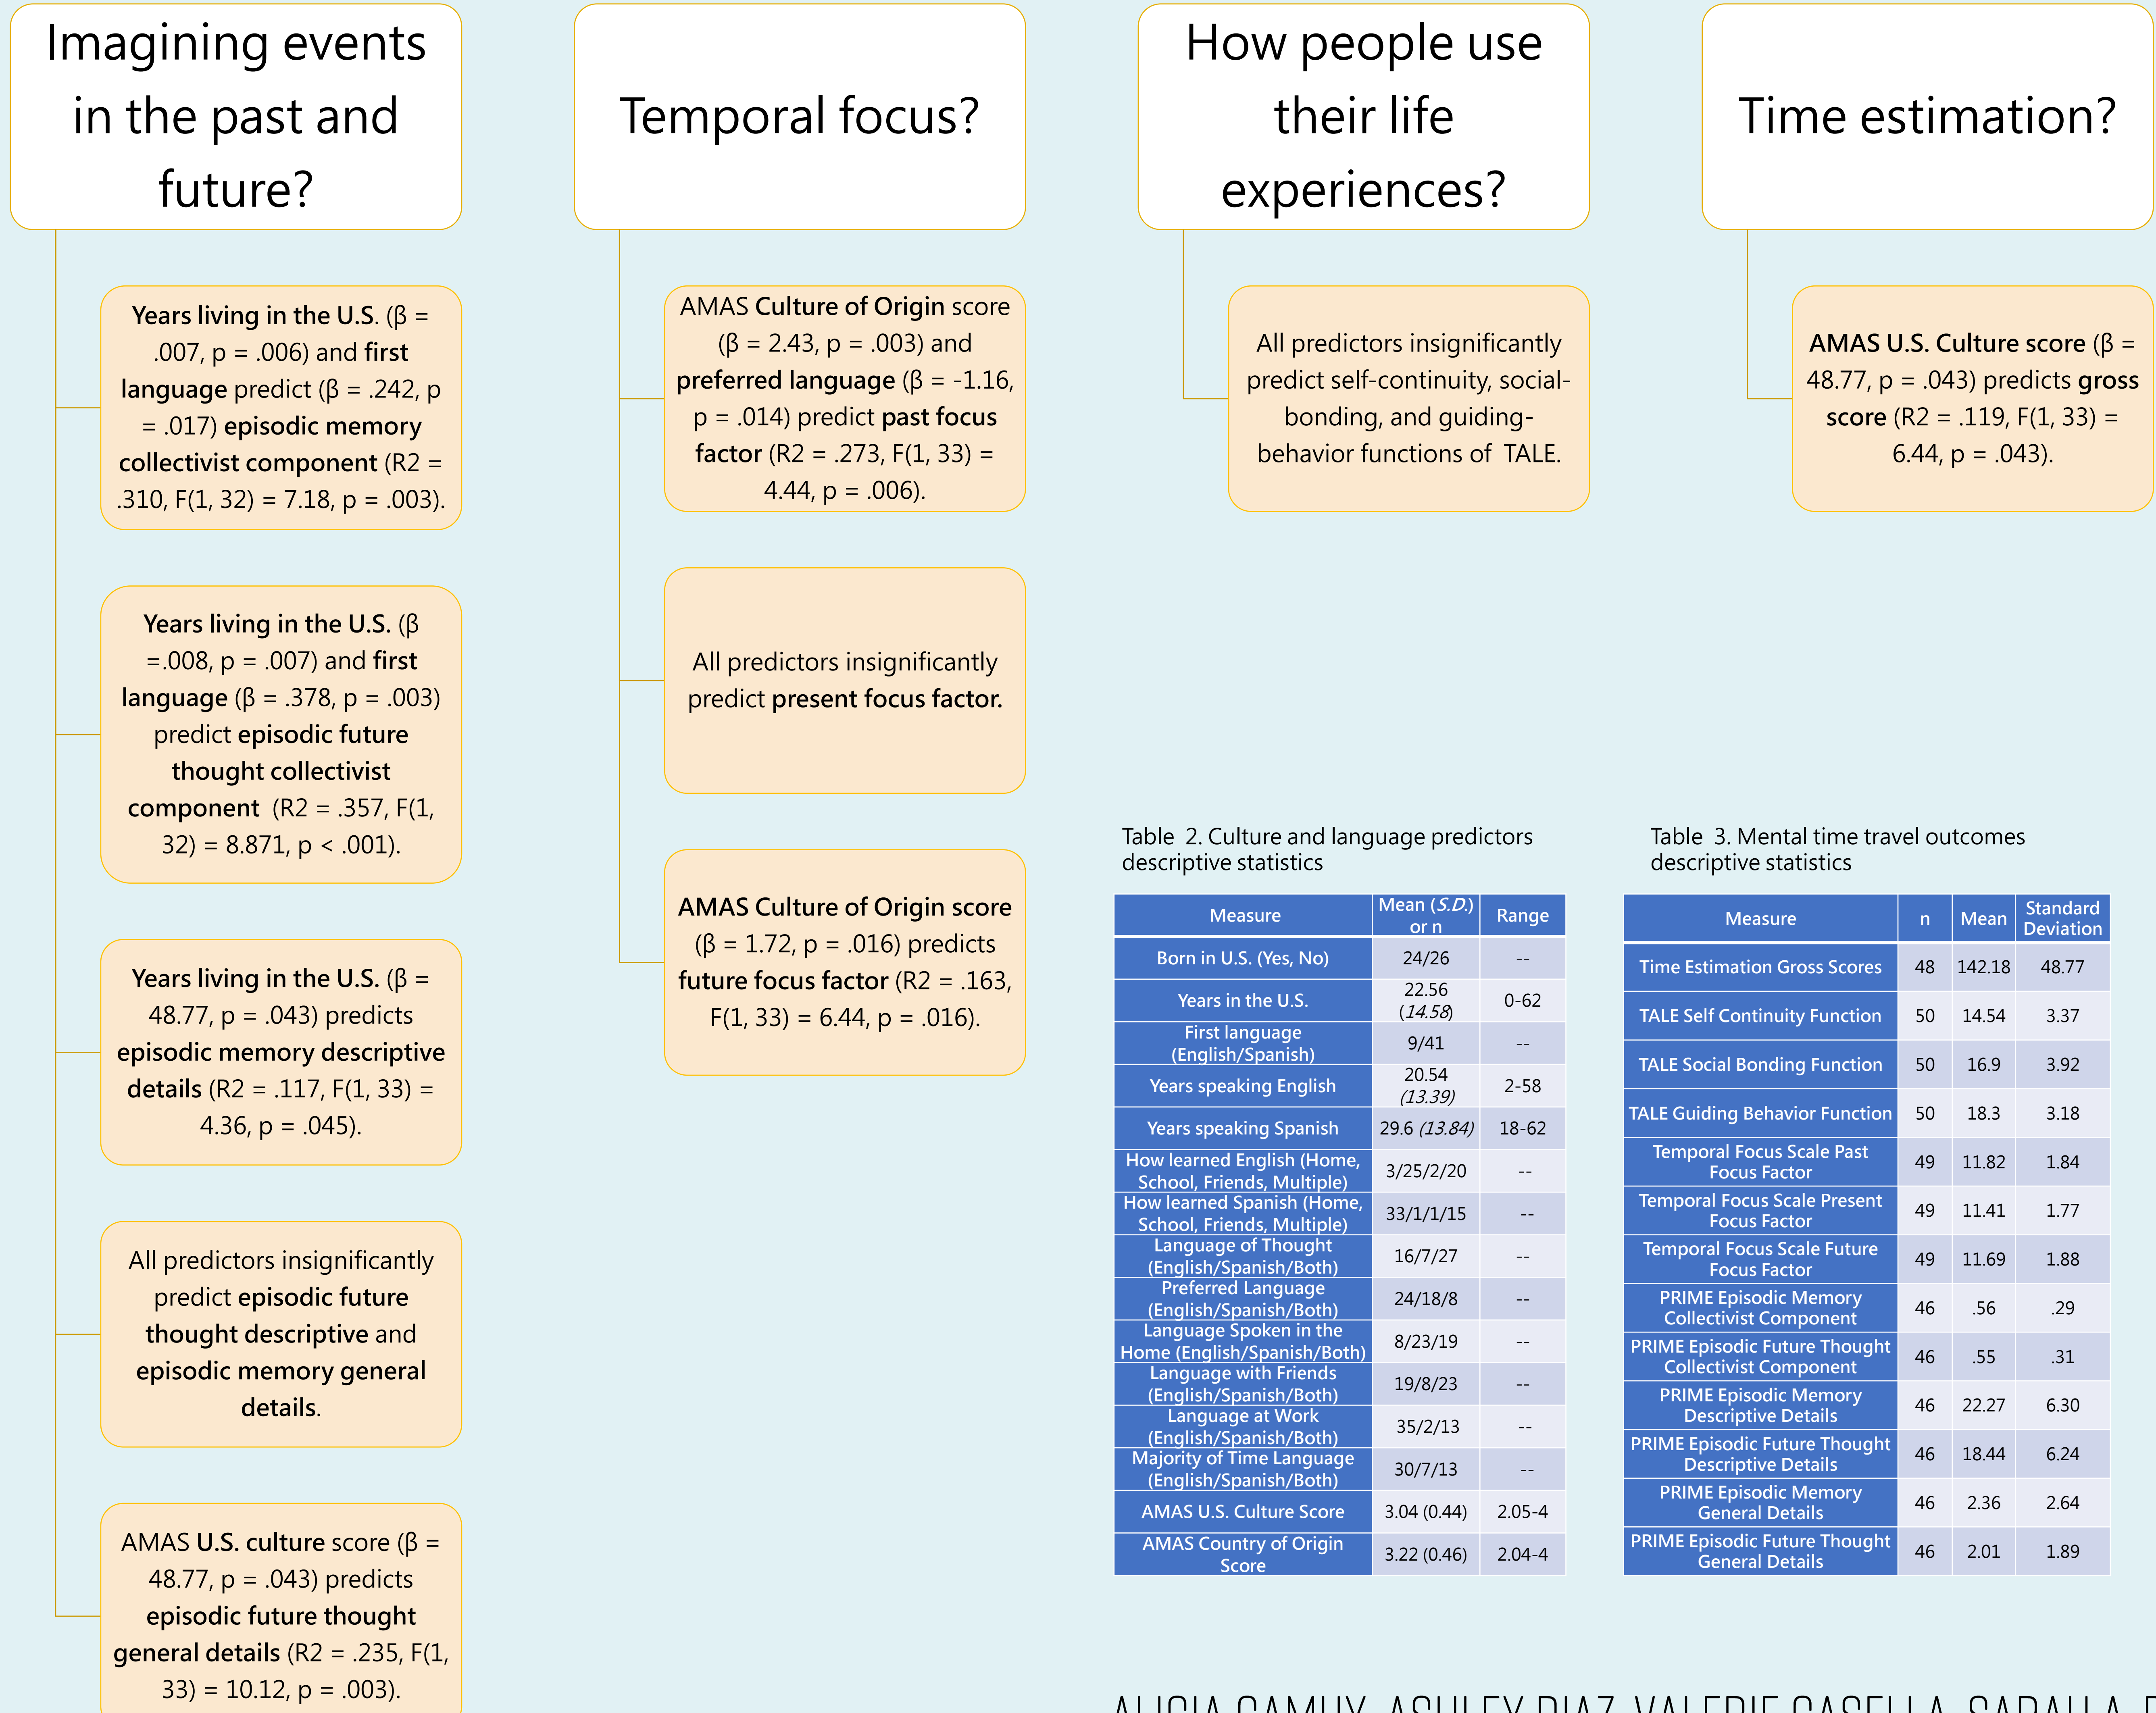 Imagining events
in the past and
future?
Years living in the U.S. (β =
.007, p = .006) and first
language predict (β = .242, p
= .017) episodic memory
collectivist component (R2 =
.310, F(1, 32) = 7.18, p = .003).
Years living in the U.S. (β
=.008, p = .007) and first
language (β = .378, p = .003)
predict episodic future
thought collectivist
component (R2 = .357, F(1,
32) = 8.871, p < .001).
Years living in the U.S. (β =
48.77, p = .043) predicts
episodic memory descriptive
details (R2 = .117, F(1, 33) =
4.36, p = .045).
All predictors insignificantly
predict episodic future
thought descriptive and
episodic memory general
details.
AMAS U.S. culture score (β =
48.77, p = .043) predicts
episodic future thought
general details (R2 = .235, F(1,
33) = 10.12, p = .003).
Temporal focus?
AMAS Culture of Origin score
(β = 2.43, p = .003) and
preferred language (β = -1.16,
p = .014) predict past focus
factor (R2 = .273, F(1, 33) =
4.44, p = .006).
All predictors insignificantly
predict present focus factor.
AMAS Culture of Origin score
(β = 1.72, p = .016) predicts
future focus factor (R2 = .163,
F(1, 33) = 6.44, p = .016).
How people use
their life
experiences?
All predictors insignificantly
predict self-continuity, social-
bonding, and guiding-
behavior functions of TALE.
Time estimation?
AMAS U.S. Culture score (β =
48.77, p = .043) predicts gross
score (R2 = .119, F(1, 33) =
6.44, p = .043).
Table 2. Culture and language predictors
descriptive statistics
Measure Mean (S.D.) or n Range
Born in U.S. (Yes, No) 24/26 --
Years in the U.S. 22.56 (14.58) 0-62
First language (English/Spanish) 9/41 --
Years speaking English 20.54 (13.39) 2-58
Years speaking Spanish 29.6 (13.84) 18-62
How learned English (Home, School, Friends, Multiple) 3/25/2/20 --
How learned Spanish (Home, School, Friends, Multiple) 33/1/1/15 --
Language of Thought (English/Spanish/Both) 16/7/27 --
Preferred Language (English/Spanish/Both) 24/18/8 --
Language Spoken in the Home (English/Spanish/Both) 8/23/19 --
Language with Friends (English/Spanish/Both) 19/8/23 --
Language at Work (English/Spanish/Both) 35/2/13 --
Majority of Time Language (English/Spanish/Both) 30/7/13 --
AMAS U.S. Culture Score 3.04 (0.44) 2.05-4
AMAS Country of Origin Score 3.22 (0.46) 2.04-4
Table 3. Mental time travel outcomes
descriptive statistics
Measure n Mean Standard Deviation
Time Estimation Gross Scores 48 142.18 48.77
TALE Self Continuity Function 50 14.54 3.37
TALE Social Bonding Function 50 16.9 3.92
TALE Guiding Behavior Function 50 18.3 3.18
Temporal Focus Scale Past Focus Factor 49 11.82 1.84
Temporal Focus Scale Present Focus Factor 49 11.41 1.77
Temporal Focus Scale Future Focus Factor 49 11.69 1.88
PRIME Episodic Memory Collectivist Component 46 .56 .29
PRIME Episodic Future Thought Collectivist Component 46 .55 .31
PRIME Episodic Memory Descriptive Details 46 22.27 6.30
PRIME Episodic Future Thought Descriptive Details 46 18.44 6.24
PRIME Episodic Memory General Details 46 2.36 2.64
PRIME Episodic Future Thought General Details 46 2.01 1.89